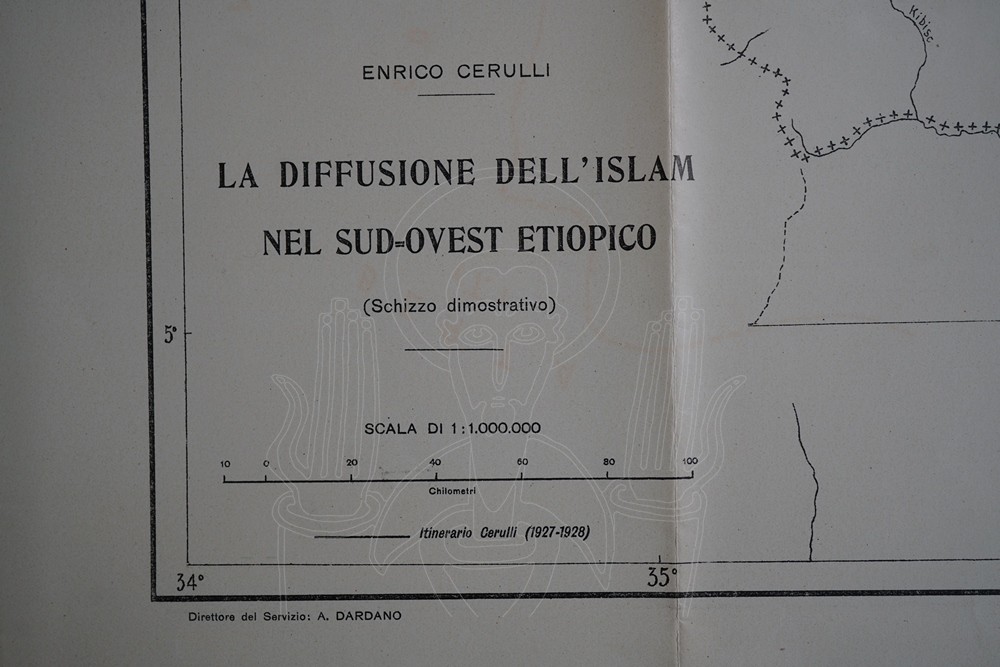 Kibisc
ENRICO CERULLI
LA DIFFUSIONE DELL'ISLAM
NEL SUD=OVEST ETIOPICO
(Schizzo dimostrativo)
5°
SCALA DI 1:1.000.000
10 0 20 40 60 80 100
Chilometri
Itinerario Cerulli (1927-1928)
34° 35°
Direttore del Servizio: A. DARDANO